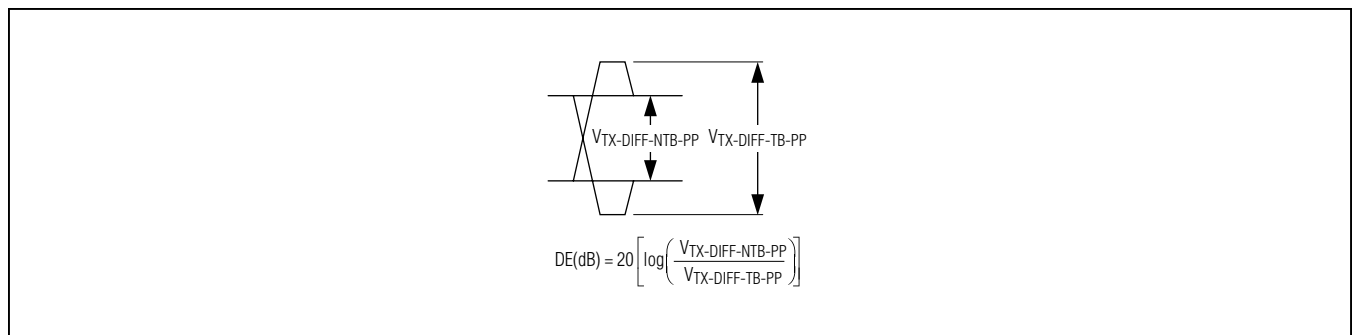 VTX-DIFF-NTB-PP VTX-DIFF-TB-PP
DE(dB) = 20[log(VTX-DIFF-NTB-PP/VTX-DIFF-TB-PP)]